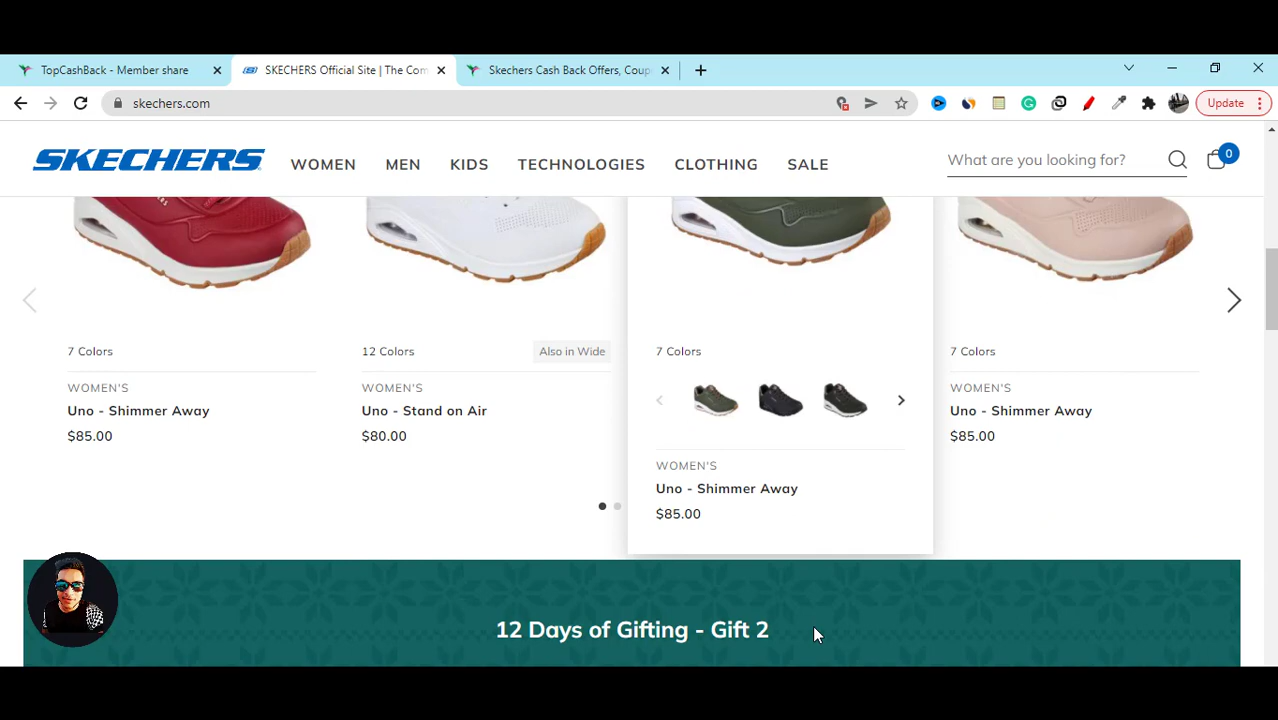 TopCashBack - Member share
SKECHERS Official Site | The Com
Skechers Cash Back Offers, Coup
skechers.com
Update
SKECHERS
WOMEN MEN KIDS TECHNOLOGIES CLOTHING SALE
What are you looking for?
0
7 Colors
12 Colors
Also in Wide
7 Colors
7 Colors
WOMEN'S
Uno - Shimmer Away
$85.00
WOMEN'S
Uno - Stand on Air
$80.00
WOMEN'S
Uno - Shimmer Away
$85.00
WOMEN'S
Uno - Shimmer Away
$85.00
12 Days of Gifting - Gift 2